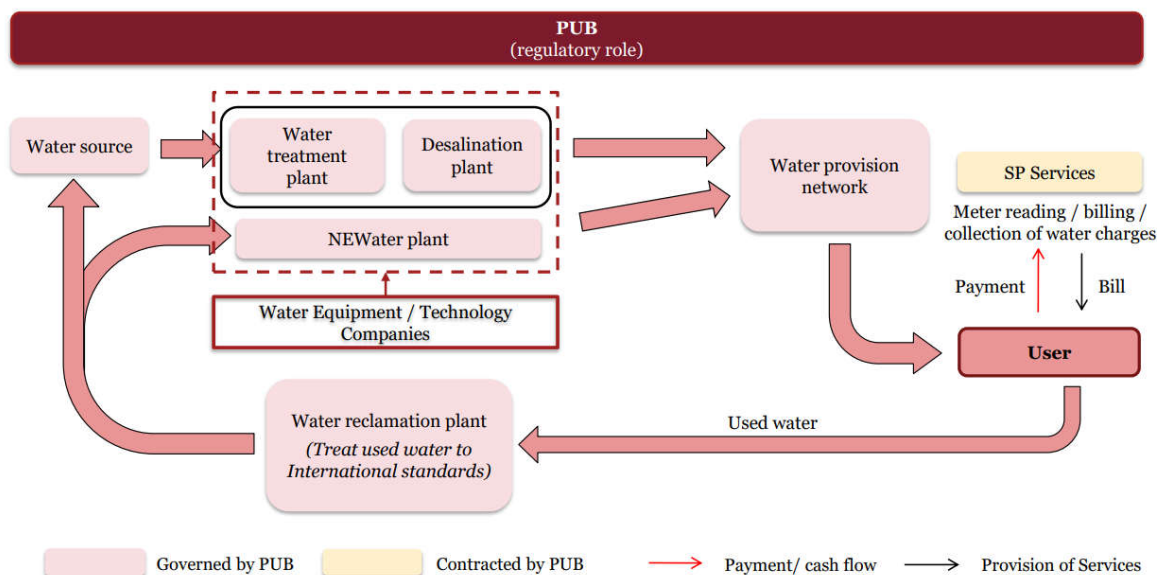 PUB
(regulatory role)
Water source
Water
treatment
plant
Desalination
plant
NEWater plant
Water Equipment / Technology
Companies
Water provision
network
SP Services
Meter reading / billing /
collection of water charges
Payment
Bill
User
Water reclamation plant
(Treat used water to
International standards)
Used water
Governed by PUB
Contracted by PUB
Payment/ cash flow
Provision of Services